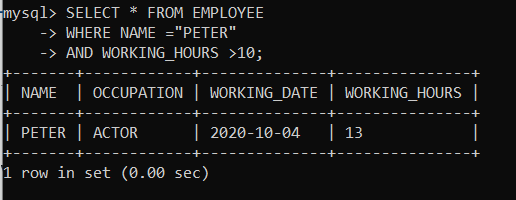 mysql> SELECT * FROM EMPLOYEE
    -> WHERE NAME ="PETER"
    -> AND WORKING_HOURS >10;
+-------+------------+--------------+---------------+
| NAME  | OCCUPATION | WORKING_DATE | WORKING_HOURS |
+-------+------------+--------------+---------------+
| PETER | ACTOR      | 2020-10-04   | 13            |
+-------+------------+--------------+---------------+
1 row in set (0.00 sec)